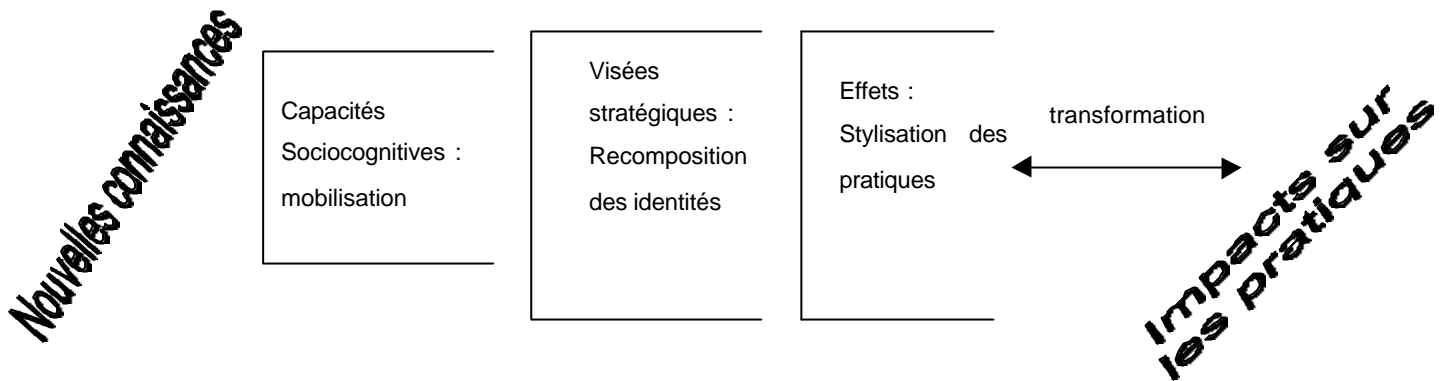 Nouvelles connaissances
Capacités
Sociocognitives :
mobilisation
Visées
stratégiques :
Recomposition
des identités
Effets :
Stylisation des
pratiques
transformation
Impacts sur
les pratiques